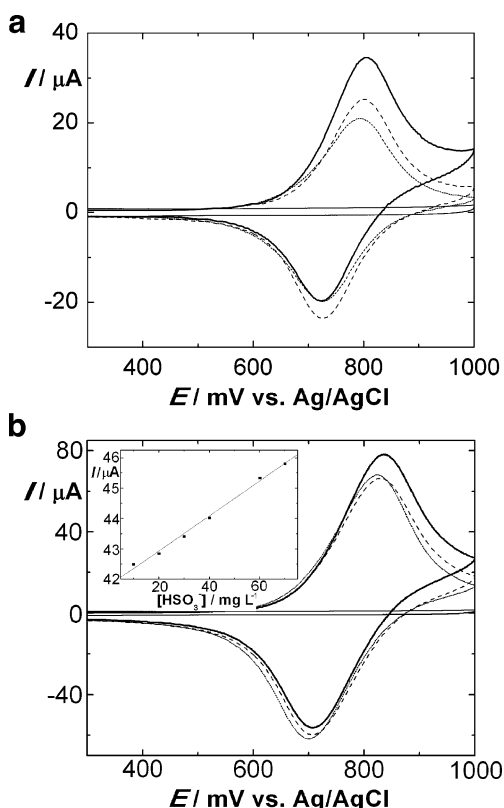 a
40
I / μA
20
0
-20
400 600 800 1000
E / mV vs. Ag/AgCl
b
80
I / μA
40
0
-40
46
I/μA
45
44
43
42
20 40 60
[HSO3-] / mg L-1
400 600 800 1000
E / mV vs. Ag/AgCl